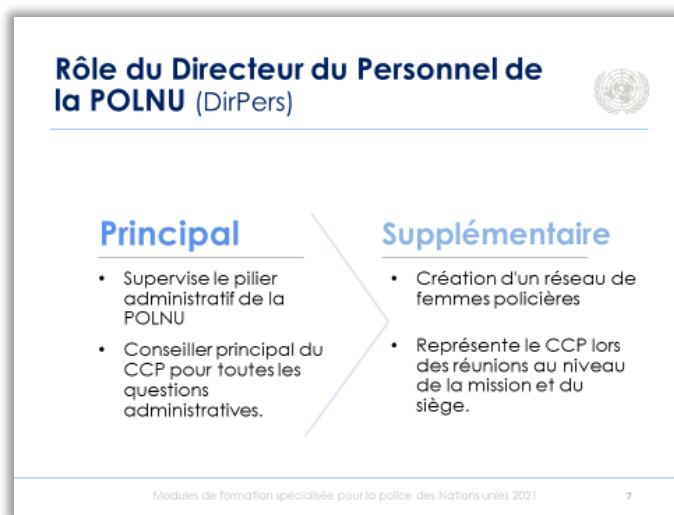 Rôle du Directeur du Personnel de
la POLNU (DirPers)
Principal
• Supervise le pilier
administratif de la
POLNU
• Conseiller principal du
CCP pour toutes les
questions
administratives.
Supplémentaire
• Création d'un réseau de
femmes policières
• Représente le CCP lors
des réunions au niveau
de la mission et du
siège.
Modules de formation spécialisée pour la police des Nations unies 2021
7